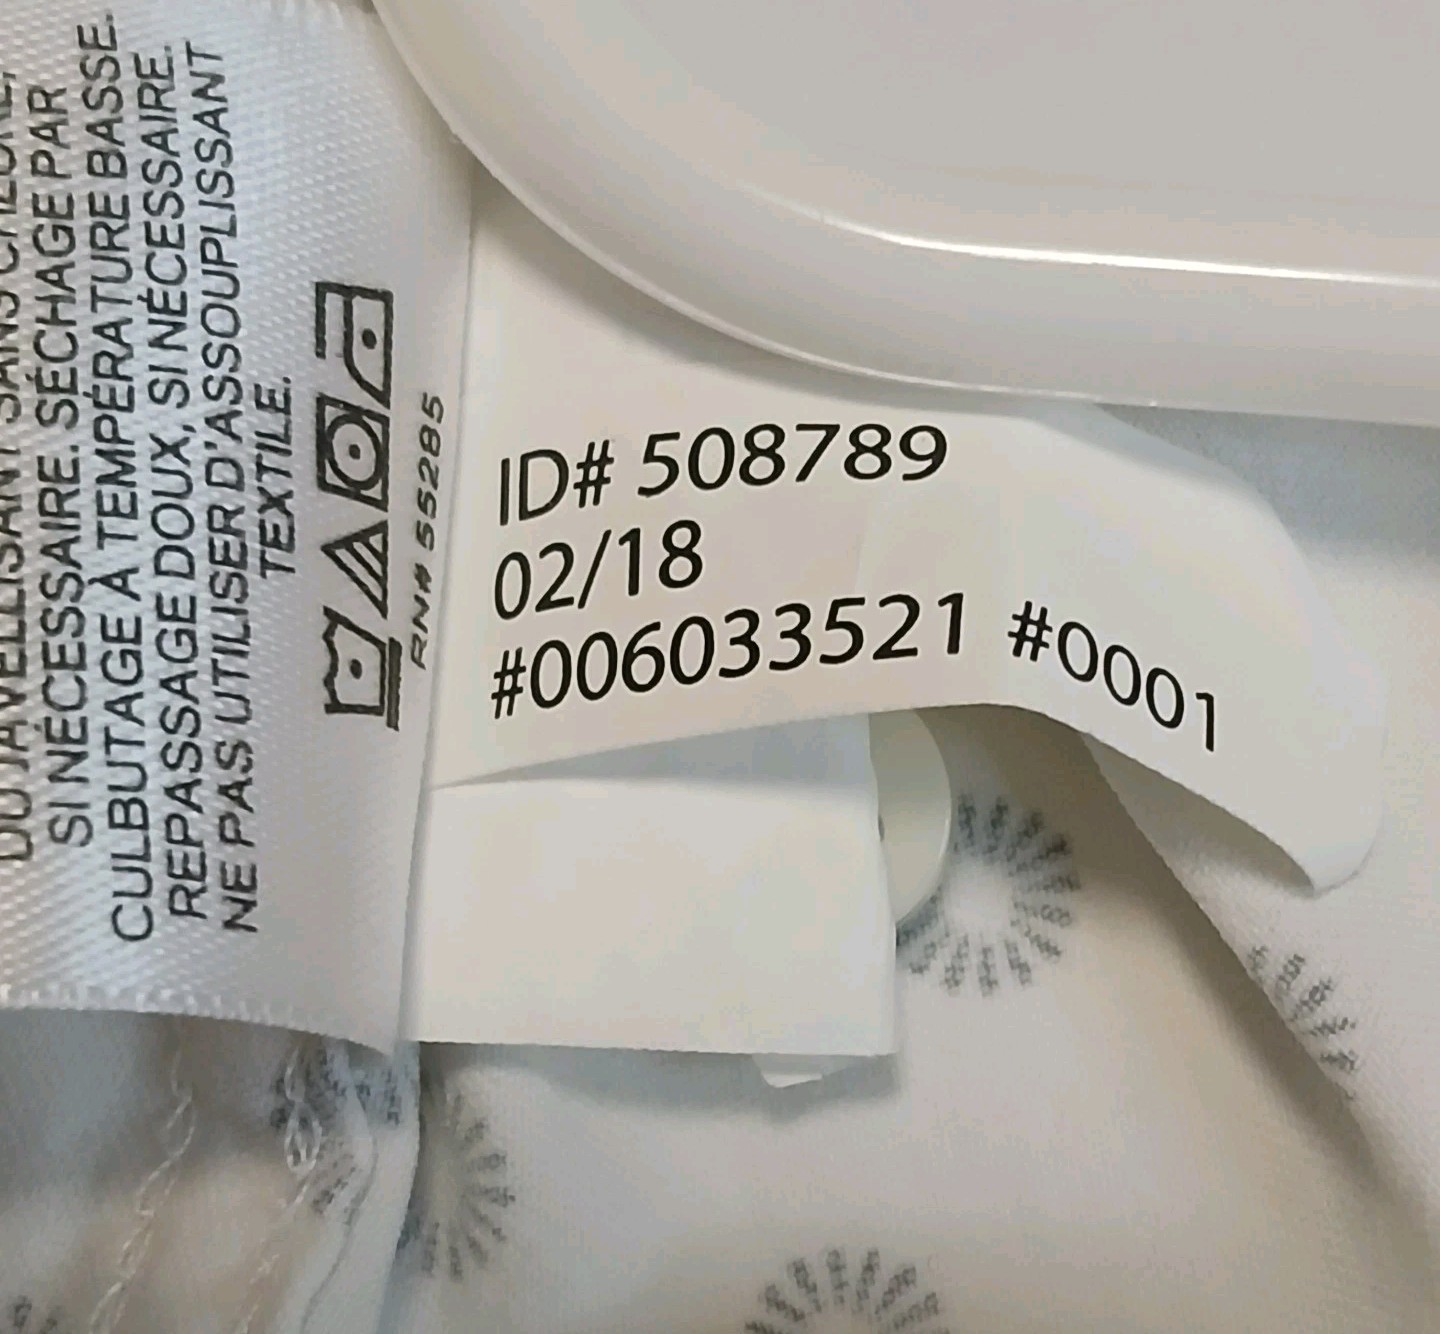 SI NÉCESSAIRE. SÉCHAGE PAR
CULBUTAGE À TEMPÉRATURE BASSE.
REPASSAGE DOUX, SI NÉCESSAIRE.
NE PAS UTILISER D'ASSOUPLISSANT
TEXTILE.
RN# 55285
ID# 508789
02/18
#006033521 #0001